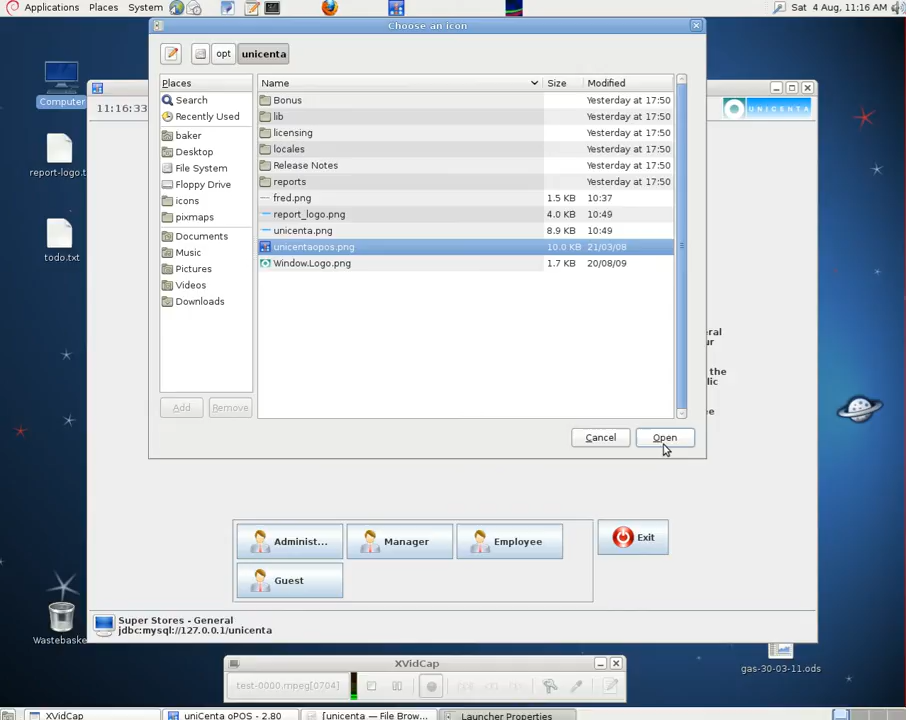 Applications Places System
Sat 4 Aug, 11:16 AM
Choose an icon
opt unicenta
Places
Search
Recently Used
baker
Desktop
File System
Floppy Drive
icons
pixmaps
Documents
Music
Pictures
Videos
Downloads
Add Remove
Name Size Modified
Bonus Yesterday at 17:50
lib Yesterday at 17:50
licensing Yesterday at 17:50
locales Yesterday at 17:50
Release Notes Yesterday at 17:50
reports Yesterday at 17:50
fred.png 1.5 KB 10:37
report_logo.png 4.0 KB 10:49
unicenta.png 8.9 KB 10:49
unicentaopos.png 10.0 KB 21/03/08
Window.Logo.png 1.7 KB 20/08/09
Cancel Open
Computer
report-logo.t
todo.txt
Wastebaske
11:16:33
UNICENTA
eral
ur
the
lic
ee
Administ... Manager Employee
Guest
Exit
Super Stores - General
jdbc:mysql://127.0.0.1/unicenta
gas-30-03-11.ods
XVidCap
test-0000.mpeg[0704]
XVidCap
uniCenta oPOS - 2.80
[unicenta — File Brow...
Launcher Properties